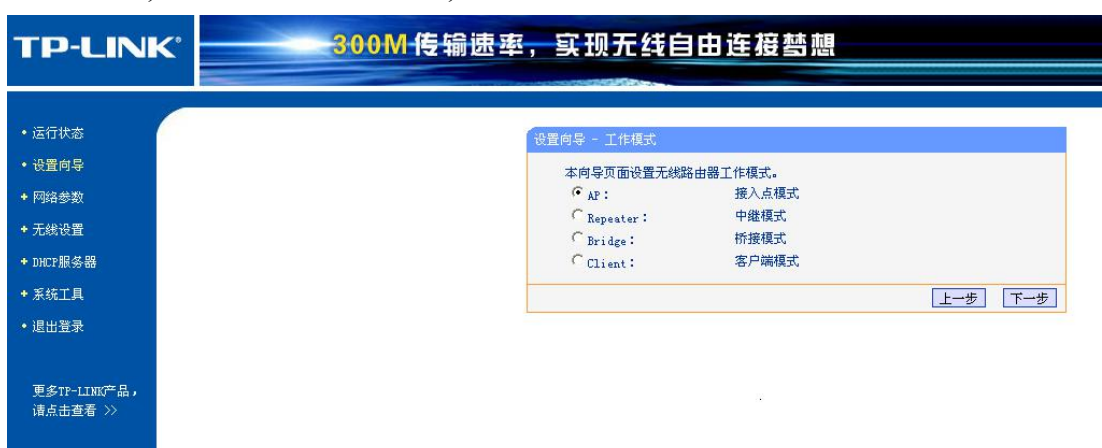 TP-LINK®
300M 传输速率，实现无线自由连接梦想
• 运行状态
• 设置向导
+ 网络参数
+ 无线设置
+ DHCP服务器
+ 系统工具
• 退出登录
更多TP-LINK产品，
请点击查看 >>
设置向导 - 工作模式
本向导页面设置无线路由器工作模式。
AP： 接入点模式
Repeater： 中继模式
Bridge： 桥接模式
Client： 客户端模式
上一步 下一步